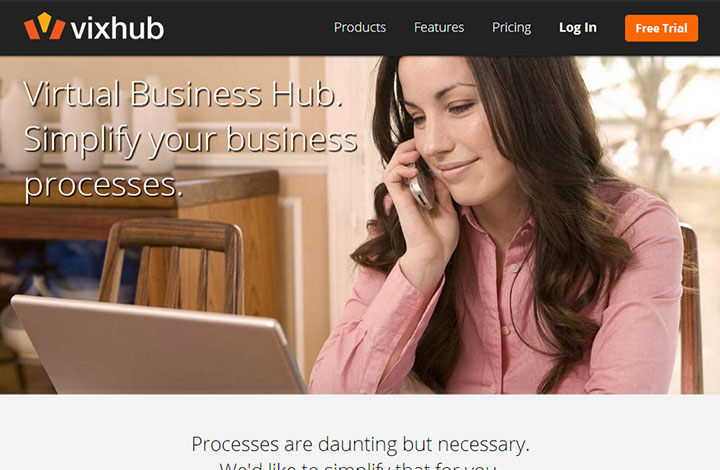 vixhub
Products Features Pricing Log In Free Trial
Virtual Business Hub.
Simplify your business
processes.
Processes are daunting but necessary.
We'd like to simplify that for you.